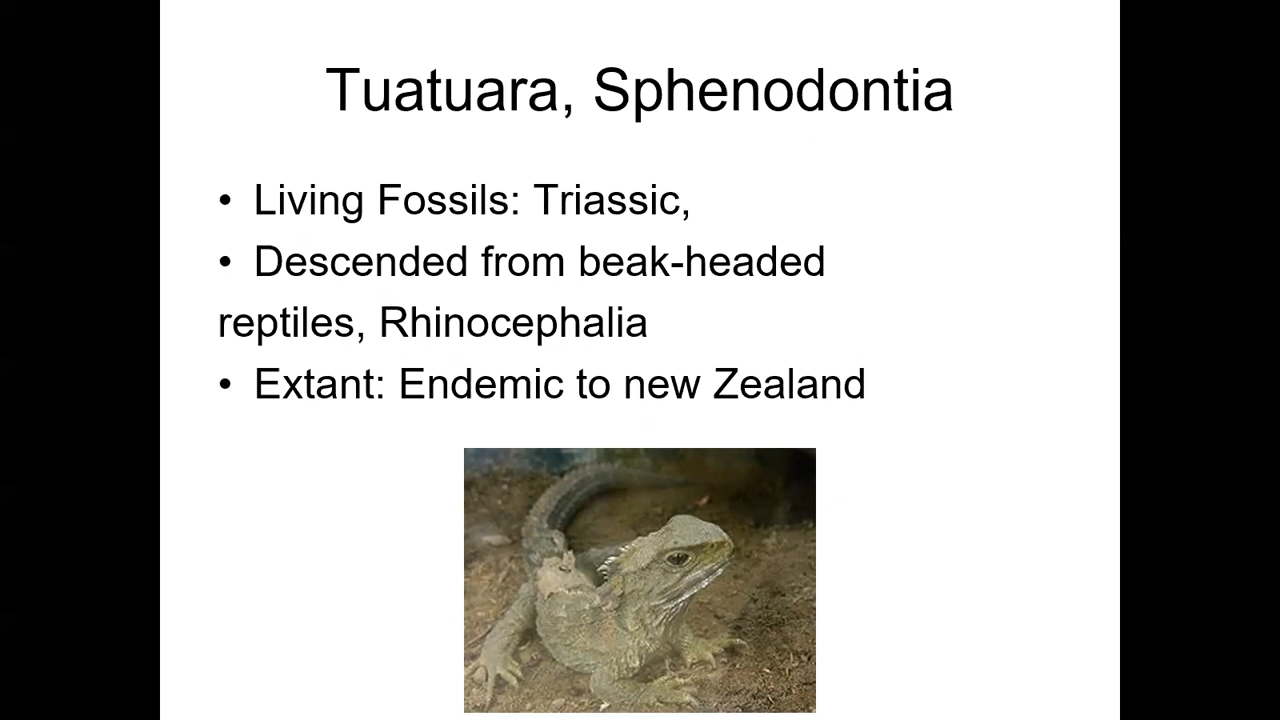 Tuatuara, Sphenodontia
• Living Fossils: Triassic,
• Descended from beak-headed
reptiles, Rhinocephalia
• Extant: Endemic to new Zealand